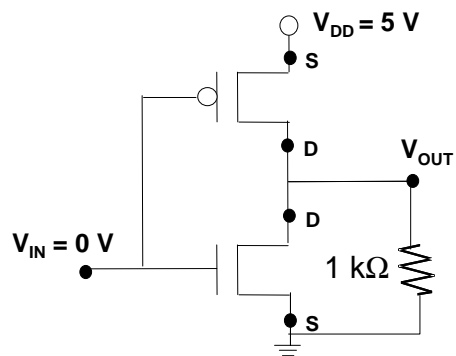 V_DD = 5 V
S
D
V_OUT
D
V_IN = 0 V
1 kΩ
S